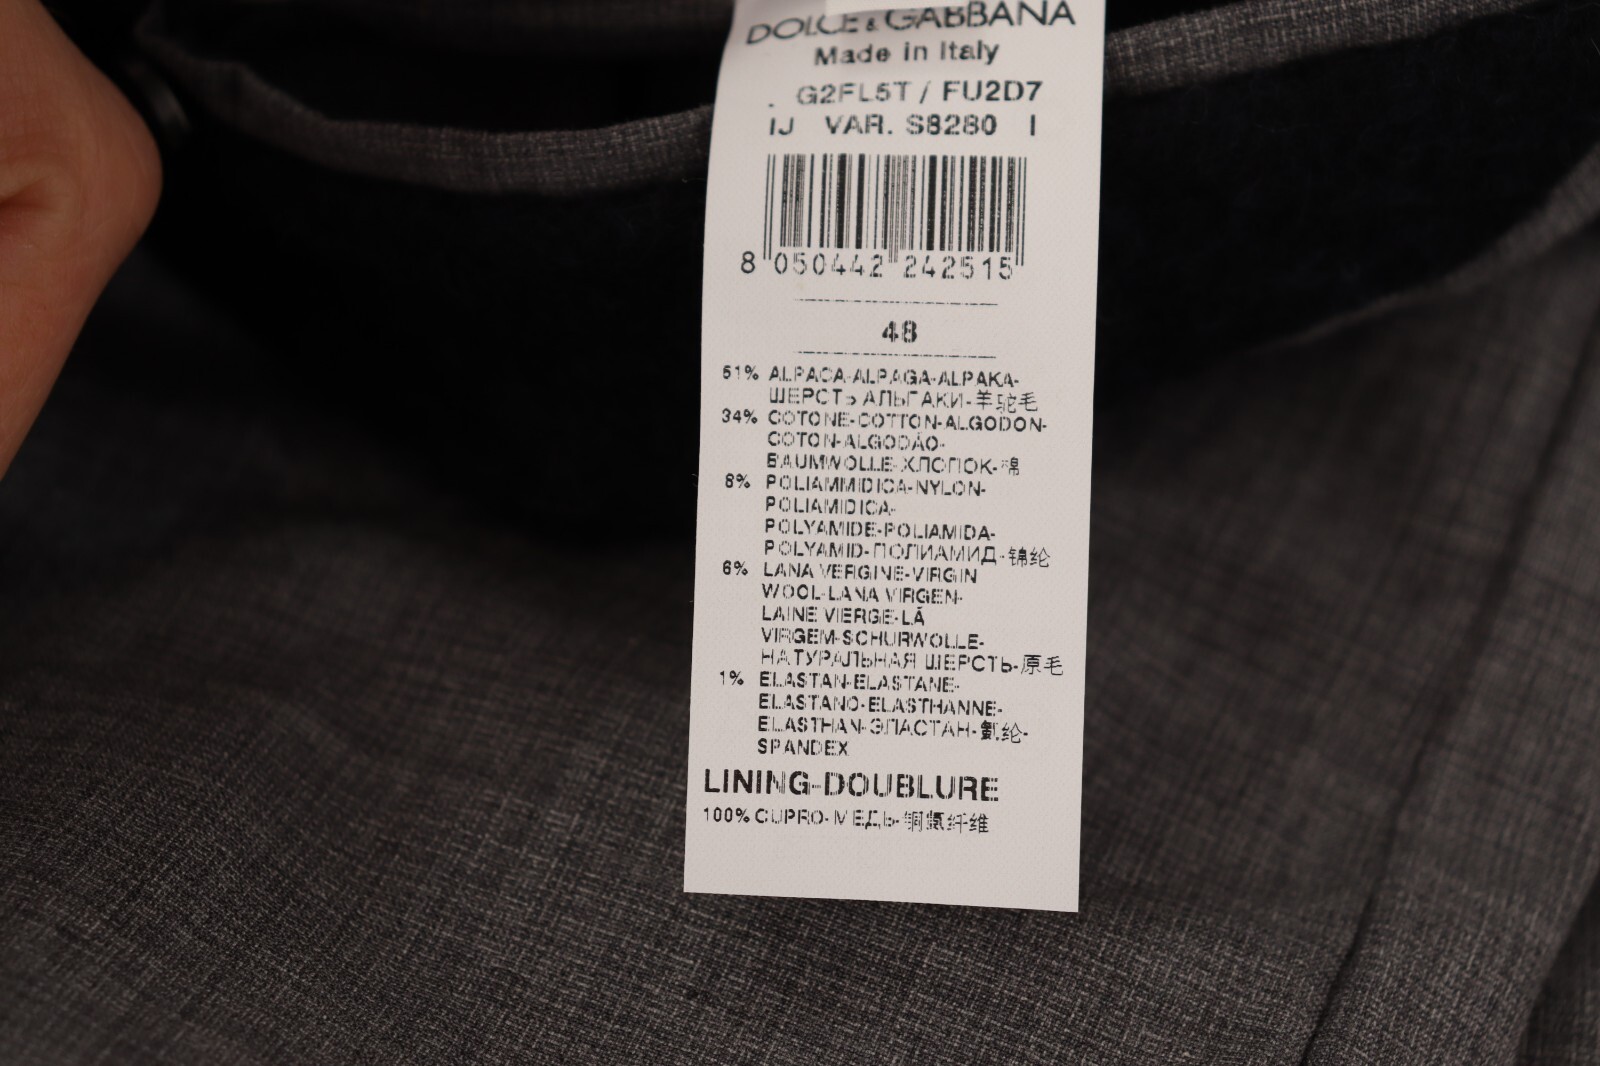 DOLCE & GABBANA
Made in Italy
. G2FL5T / FU2D7
IJ VAR. S8280 I
8 050442 242515
48
51% ALPACA-ALPAGA-ALPAKA-
ШЕРСТЬ АЛЬПАКИ-羊驼毛
34% COTONE-COTTON-ALGODON-
COTON-ALGODÃO-
BAUMWOLLE-ХЛОПОК-棉
8% POLIAMMIDICA-NYLON-
POLIAMIDICA-
POLYAMIDE-POLIAMIDA-
POLYAMID-ПОЛИАМИД-锦纶
6% LANA VERGINE-VIRGIN
WOOL-LANA VIRGEN-
LAINE VIERGE-LÃ
VIRGEM-SCHURWOLLE-
НАТУРАЛЬНАЯ ШЕРСТЬ-原毛
1% ELASTAN-ELASTANE-
ELASTANO-ELASTHANNE-
ELASTHAN-ЭЛАСТАН-氨纶-
SPANDEX
LINING-DOUBLURE
100% CUPRO-МЕДЬ-铜氨纤维